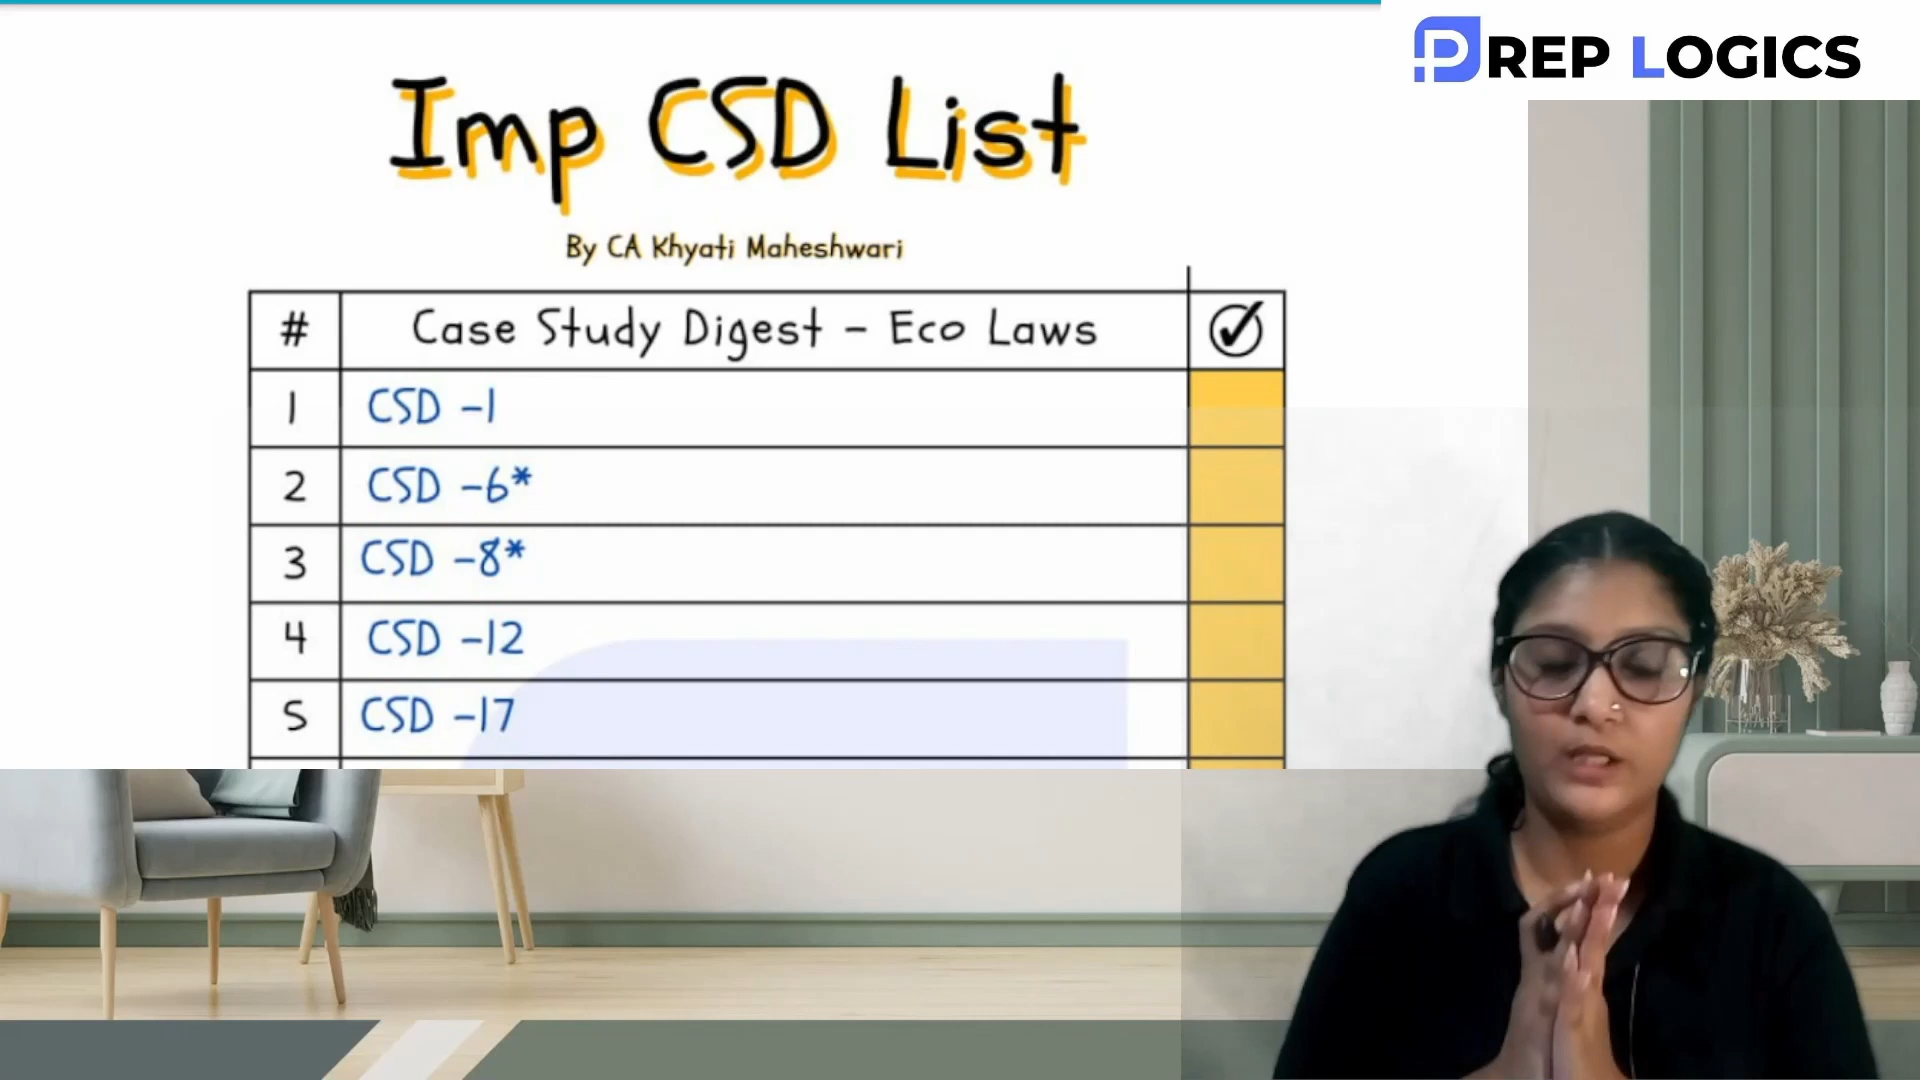 PREP LOGICS
Imp CSD List
By CA Khyati Maheshwari
# Case Study Digest - Eco Laws
1 CSD -1
2 CSD -6*
3 CSD -8*
4 CSD -12
5 CSD -17